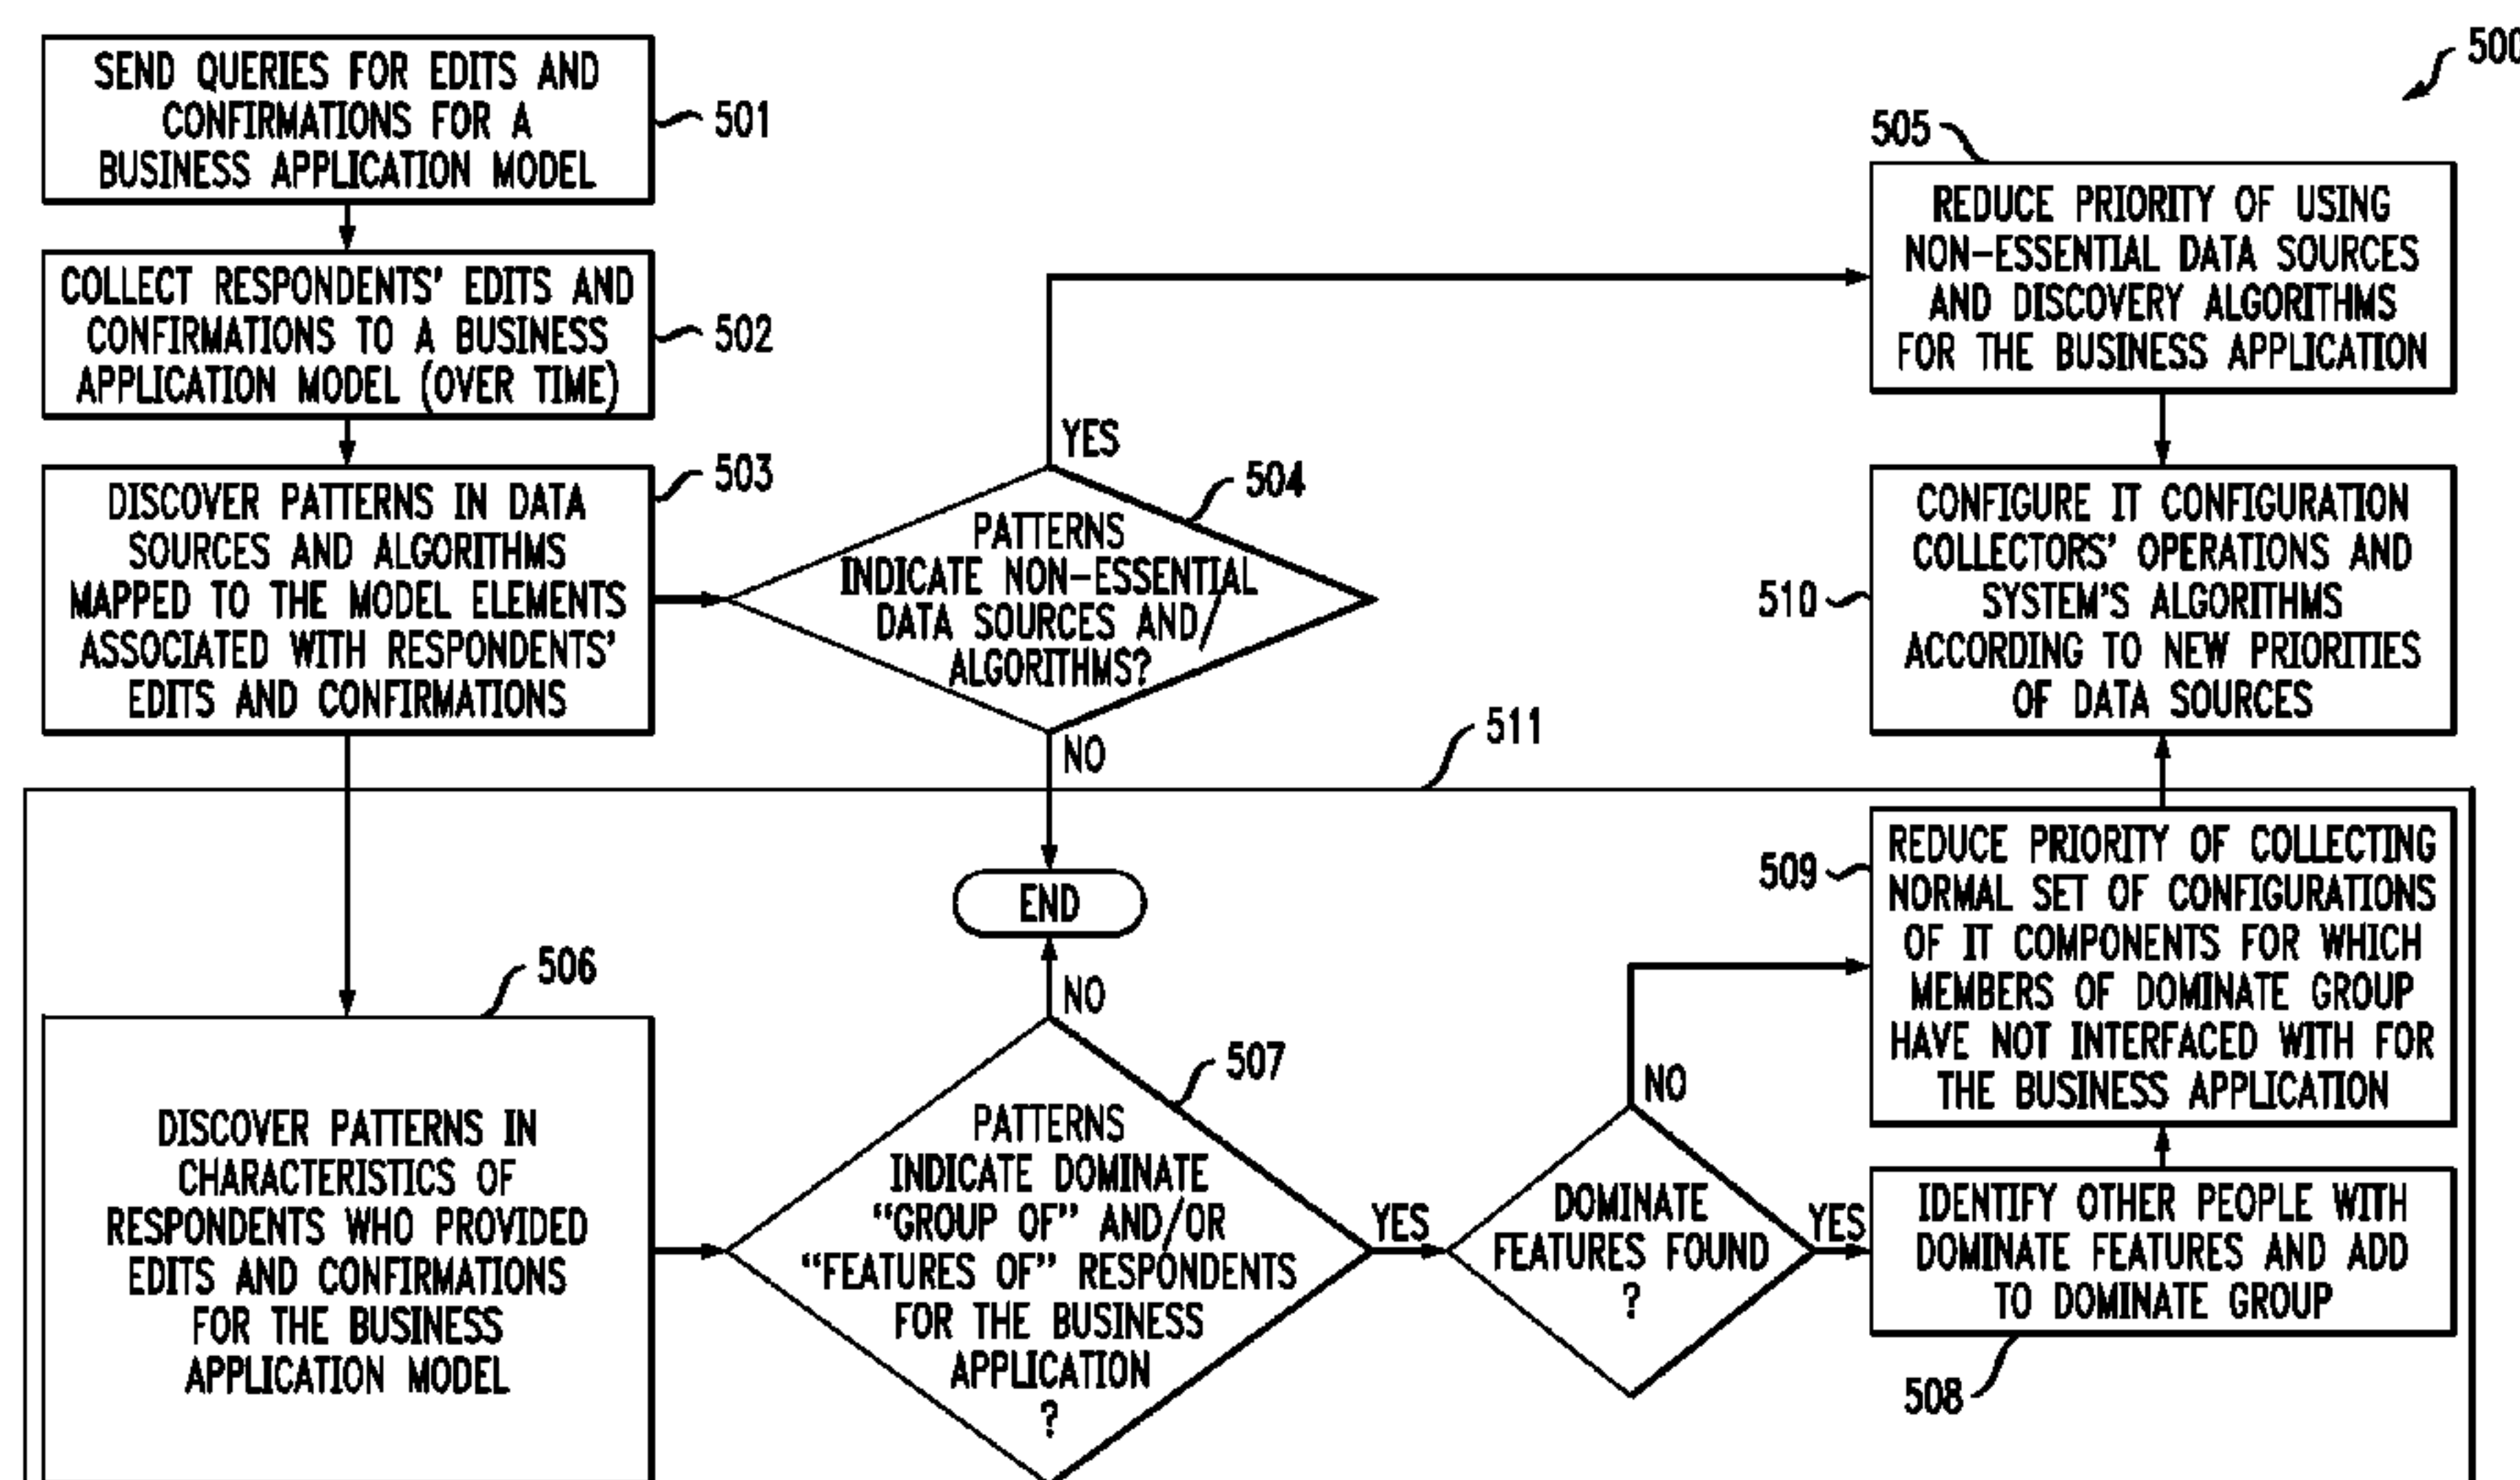 500
SEND QUERIES FOR EDITS AND
CONFIRMATIONS FOR A
BUSINESS APPLICATION MODEL
501
COLLECT RESPONDENTS' EDITS AND
CONFIRMATIONS TO A BUSINESS
APPLICATION MODEL (OVER TIME)
502
DISCOVER PATTERNS IN DATA
SOURCES AND ALGORITHMS
MAPPED TO THE MODEL ELEMENTS
ASSOCIATED WITH RESPONDENTS'
EDITS AND CONFIRMATIONS
503
YES
504
PATTERNS
INDICATE NON-ESSENTIAL
DATA SOURCES AND/
ALGORITHMS?
NO
505
REDUCE PRIORITY OF USING
NON-ESSENTIAL DATA SOURCES
AND DISCOVERY ALGORITHMS
FOR THE BUSINESS APPLICATION
510
CONFIGURE IT CONFIGURATION
COLLECTORS' OPERATIONS AND
SYSTEM'S ALGORITHMS
ACCORDING TO NEW PRIORITIES
OF DATA SOURCES
511
END
506
DISCOVER PATTERNS IN
CHARACTERISTICS OF
RESPONDENTS WHO PROVIDED
EDITS AND CONFIRMATIONS
FOR THE BUSINESS
APPLICATION MODEL
NO
507
PATTERNS
INDICATE DOMINATE
"GROUP OF" AND/OR
"FEATURES OF" RESPONDENTS
FOR THE BUSINESS
APPLICATION
?
YES
NO
DOMINATE
FEATURES FOUND
?
YES
509
REDUCE PRIORITY OF COLLECTING
NORMAL SET OF CONFIGURATIONS
OF IT COMPONENTS FOR WHICH
MEMBERS OF DOMINATE GROUP
HAVE NOT INTERFACED WITH FOR
THE BUSINESS APPLICATION
IDENTIFY OTHER PEOPLE WITH
DOMINATE FEATURES AND ADD
TO DOMINATE GROUP
508